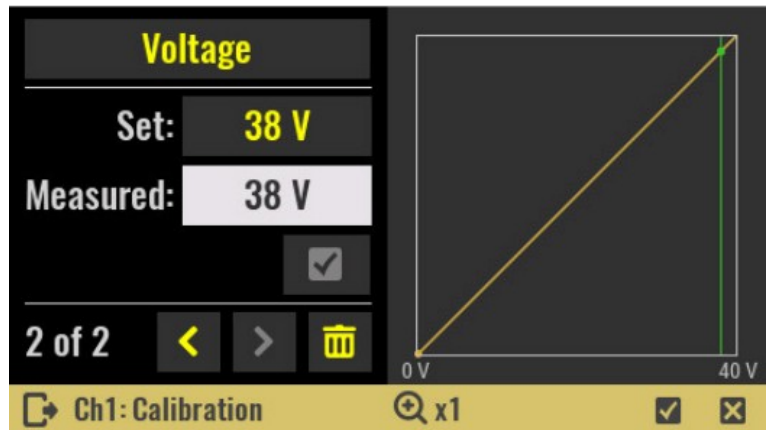 Voltage
Set: 38 V
Measured: 38 V
2 of 2
0 V 40 V
Ch1: Calibration x1